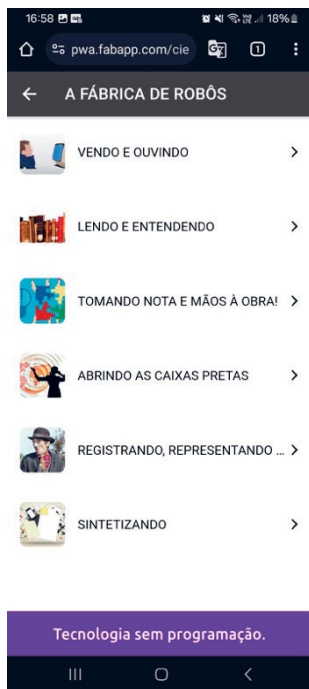 16:58 18%
pwa.fabapp.com/cie 1
A FÁBRICA DE ROBÔS
VENDO E OUVINDO
LENDO E ENTENDENDO
TOMANDO NOTA E MÃOS À OBRA!
ABRINDO AS CAIXAS PRETAS
REGISTRANDO, REPRESENTANDO ...
SINTETIZANDO
Tecnologia sem programação.